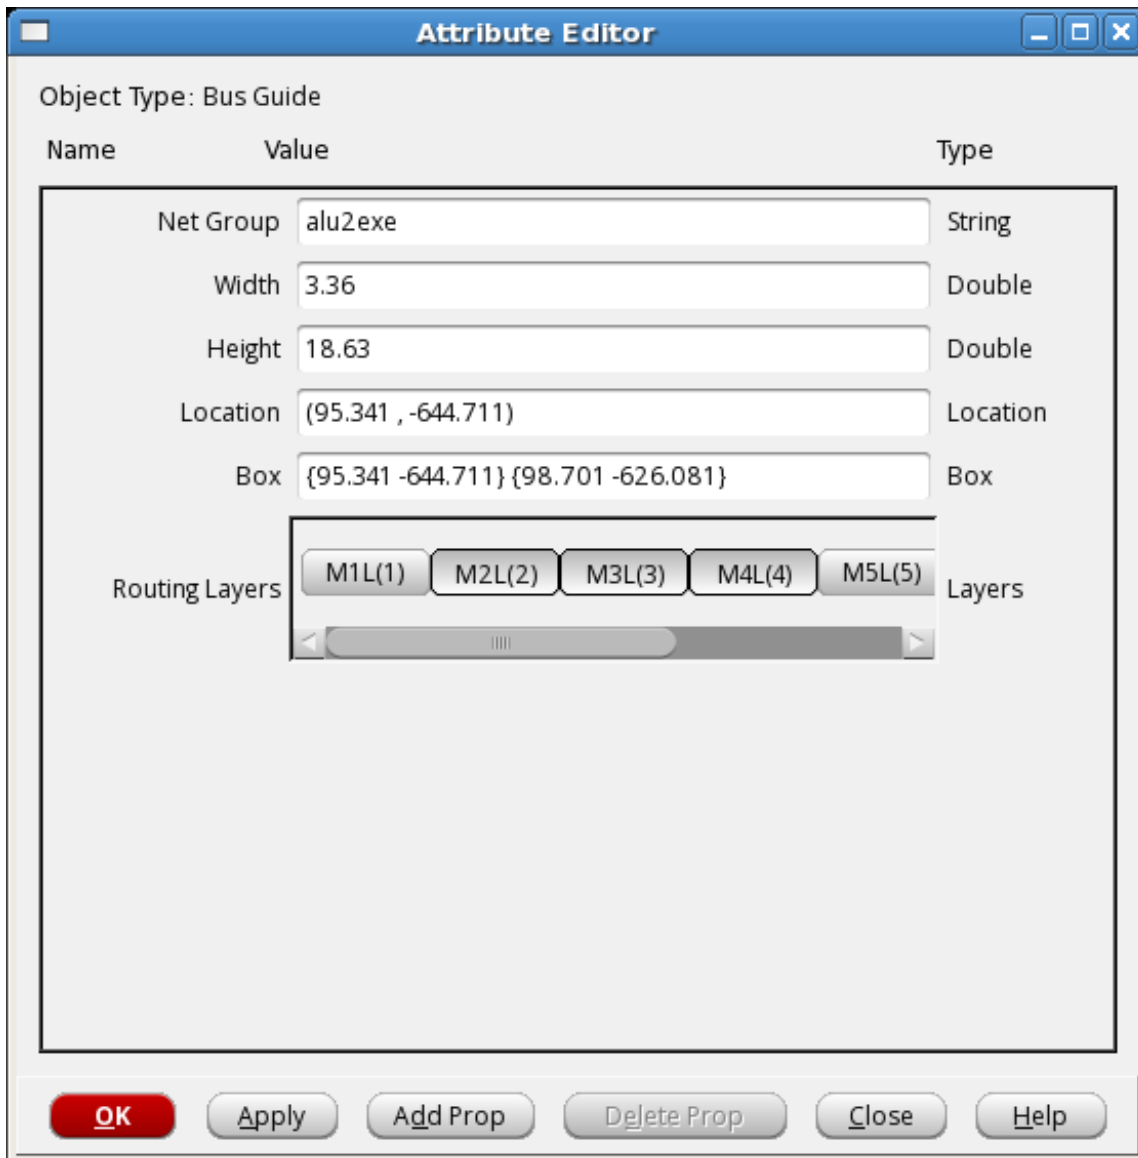 Attribute Editor
Object Type: Bus Guide
Name Value Type
Net Group alu2exe String
Width 3.36 Double
Height 18.63 Double
Location (95.341 , -644.711) Location
Box {95.341 -644.711} {98.701 -626.081} Box
Routing Layers M1L(1) M2L(2) M3L(3) M4L(4) M5L(5) Layers
OK Apply Add Prop Delete Prop Close Help